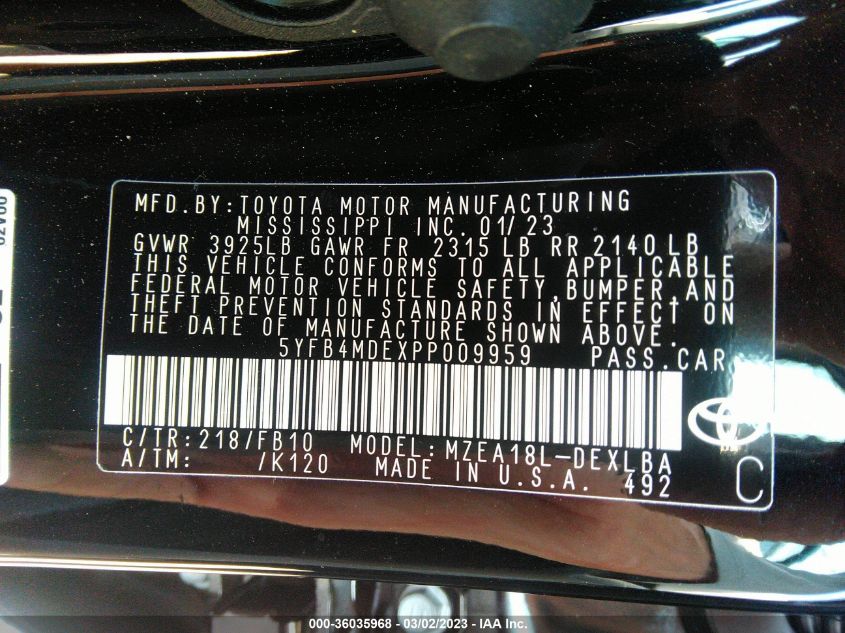 MFD.BY:TOYOTA MOTOR MANUFACTURING
MISSISSIPPI INC. 01/23
GVWR 3925LB GAWR FR 2315 LB RR 2140 LB
THIS VEHICLE CONFORMS TO ALL APPLICABLE
FEDERAL MOTOR VEHICLE SAFETY, BUMPER, AND
THEFT PREVENTION STANDARDS IN EFFECT ON
THE DATE OF MANUFACTURE SHOWN ABOVE.
5YFB4MDEXPP009959 PASS.CAR
C/TR:218/FB10 MODEL:MZEA18L-DEXLBA
A/TM: /K120 MADE IN U.S.A. 492
C
000-36035968 - 03/02/2023 - IAA Inc.